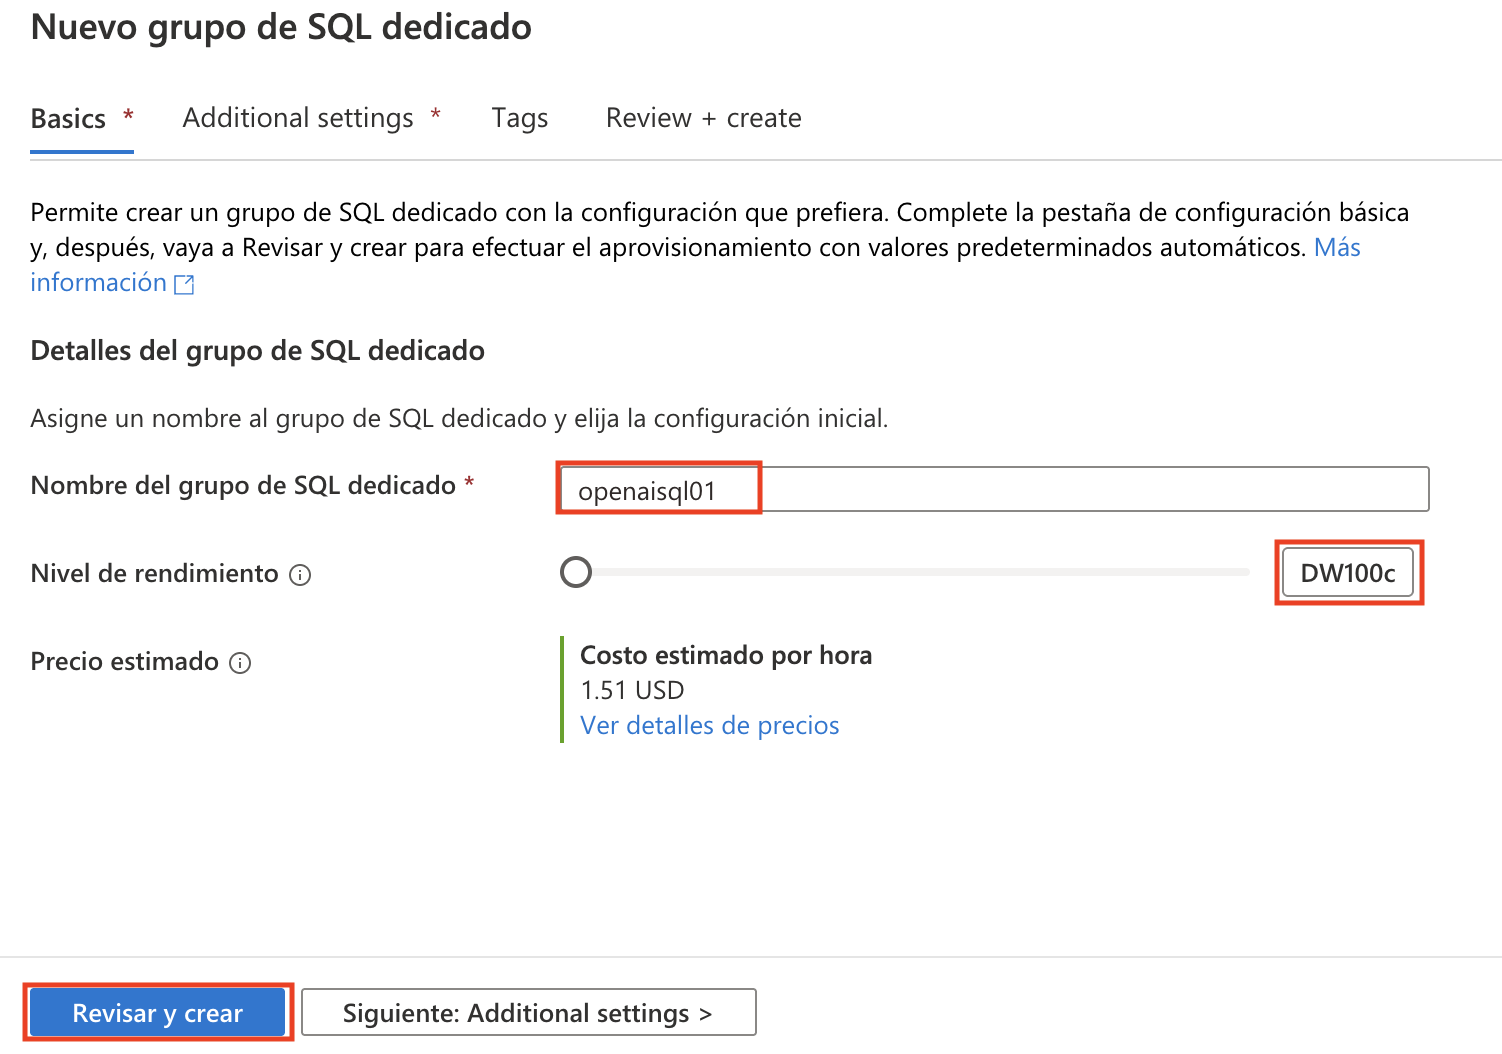 Nuevo grupo de SQL dedicado
Basics * Additional settings * Tags Review + create
Permite crear un grupo de SQL dedicado con la configuración que prefiera. Complete la pestaña de configuración básica
y, después, vaya a Revisar y crear para efectuar el aprovisionamiento con valores predeterminados automáticos. Más
información
Detalles del grupo de SQL dedicado
Asigne un nombre al grupo de SQL dedicado y elija la configuración inicial.
Nombre del grupo de SQL dedicado * openaisql01
Nivel de rendimiento DW100c
Precio estimado Costo estimado por hora
1.51 USD
Ver detalles de precios
Revisar y crear Siguiente: Additional settings >